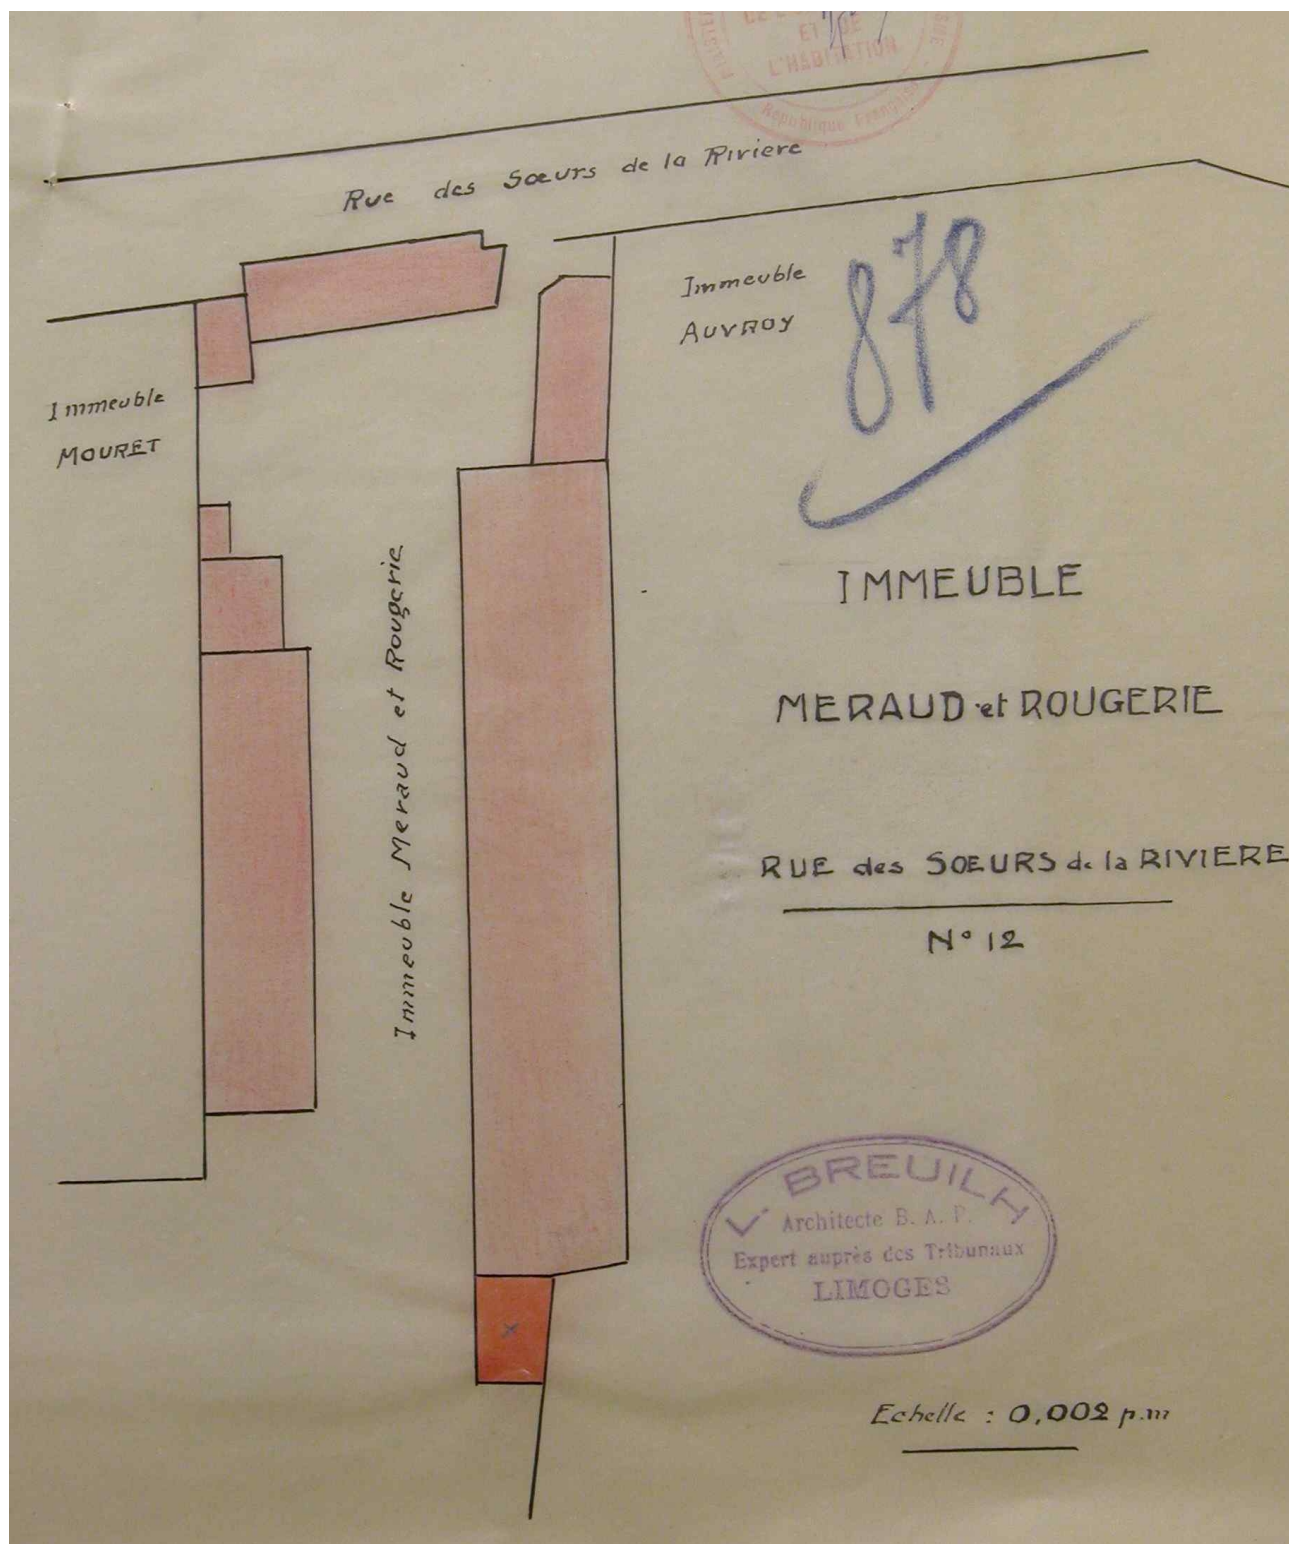 ET DE
L'HABITATION
République Française
Rue des Sœurs de la Riviere
Immeuble
AUVROY
878
Immeuble
MOURET
Immeuble Meraud et Rougerie
IMMEUBLE
MERAUD et ROUGERIE
RUE des SŒURS de la RIVIERE
N° 12
L. BREUILH
Architecte B. A. P.
Expert auprès des Tribunaux
LIMOGES
x
Echelle : 0,002 p.m